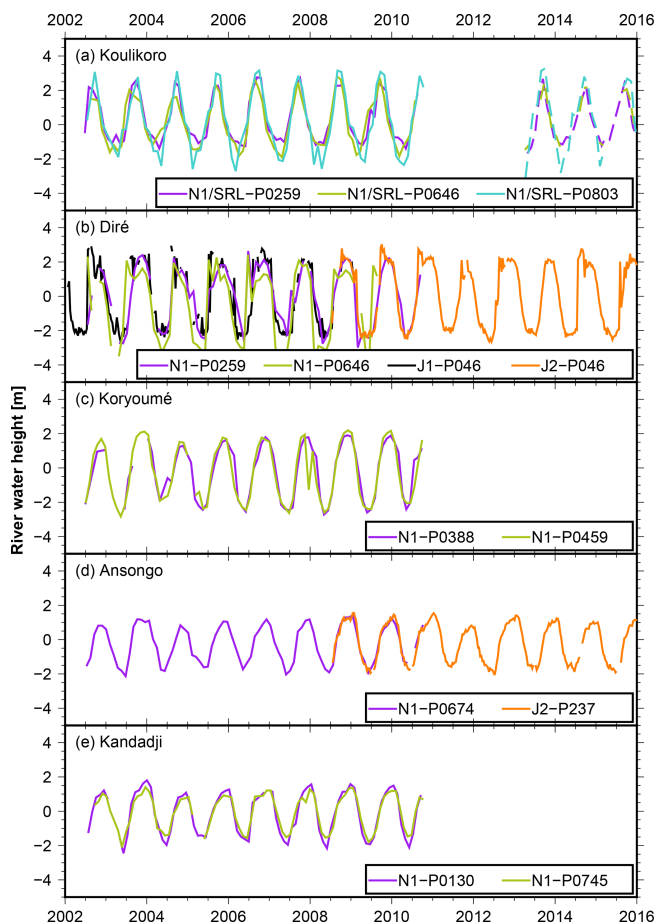 2002 2004 2006 2008 2010 2012 2014 2016
4
2
0
−2
−4
(a) Koulikoro
N1/SRL−P0259 N1/SRL−P0646 N1/SRL−P0803
4
2
0
−2
−4
(b) Diré
N1−P0259 N1−P0646 J1−P046 J2−P046
River water height [m]
4
2
0
−2
−4
(c) Koryoumé
N1−P0388 N1−P0459
4
2
0
−2
−4
(d) Ansongo
N1−P0674 J2−P237
4
2
0
−2
−4
(e) Kandadji
N1−P0130 N1−P0745
2002 2004 2006 2008 2010 2012 2014 2016